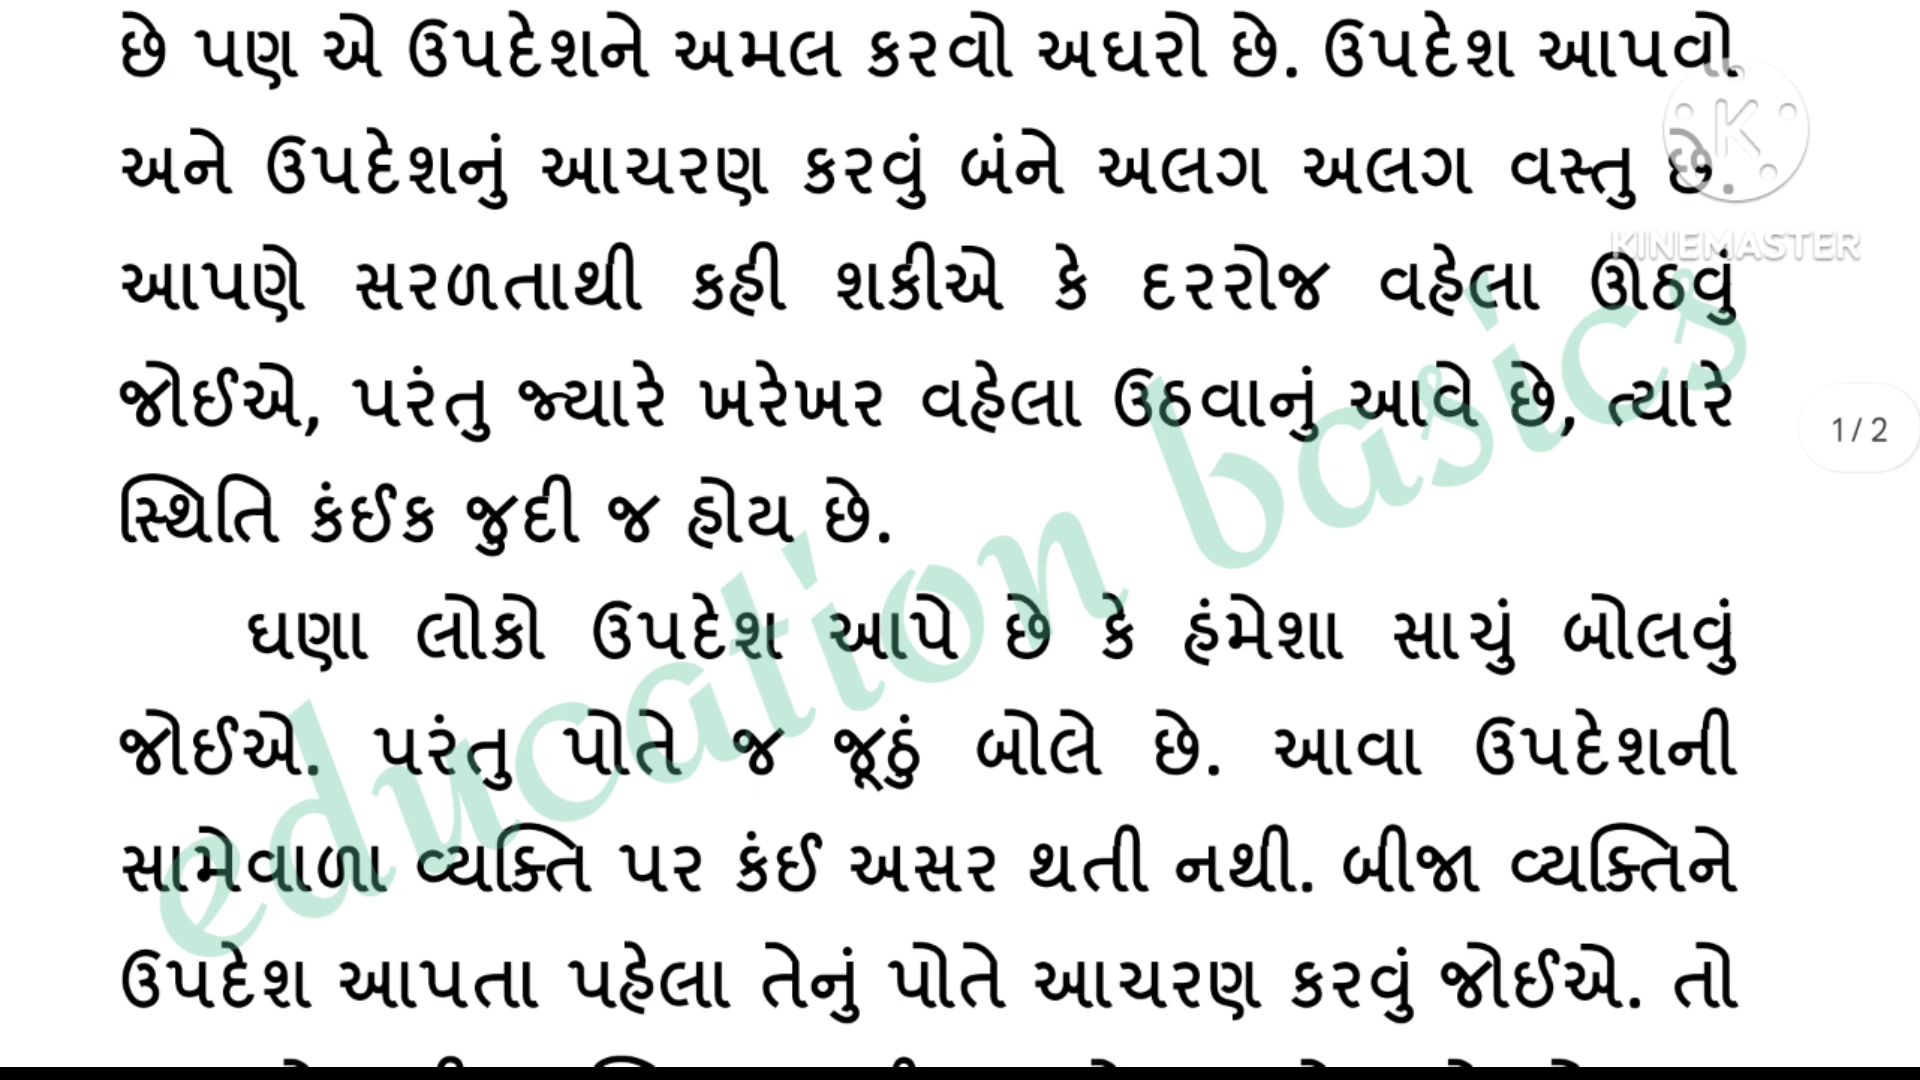 છે પણ એ ઉપદેશને અમલ કરવો અઘરો છે. ઉપદેશ આપવો
અને ઉપદેશનું આચરણ કરવું બંને અલગ અલગ વસ્તુ છે.
KINEMASTER
આપણે સરળતાથી કહી શકીએ કે દરરોજ વહેલા ઊઠવું
જોઈએ, પરંતુ જ્યારે ખરેખર વહેલા ઉઠવાનું આવે છે, ત્યારે
1/2
સ્થિતિ કંઈક જુદી જ હોય છે.
ઘણા લોકો ઉપદેશ આપે છે કે હંમેશા સાચું બોલવું
જોઈએ. પરંતુ પોતે જ જૂઠું બોલે છે. આવા ઉપદેશની
સામેવાળા વ્યક્તિ પર કંઈ અસર થતી નથી. બીજા વ્યક્તિને
ઉપદેશ આપતા પહેલા તેનું પોતે આચરણ કરવું જોઈએ. તો
education basics